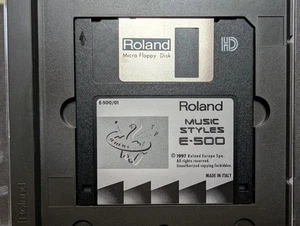 Roland
Micro Floppy Disk
HD
E-500/01
Roland
MUSIC
STYLES
E-500
© 1997 Roland Europe Spa.
All rights reserved.
Unauthorized copying forbidden.
MADE IN ITALY
Roland